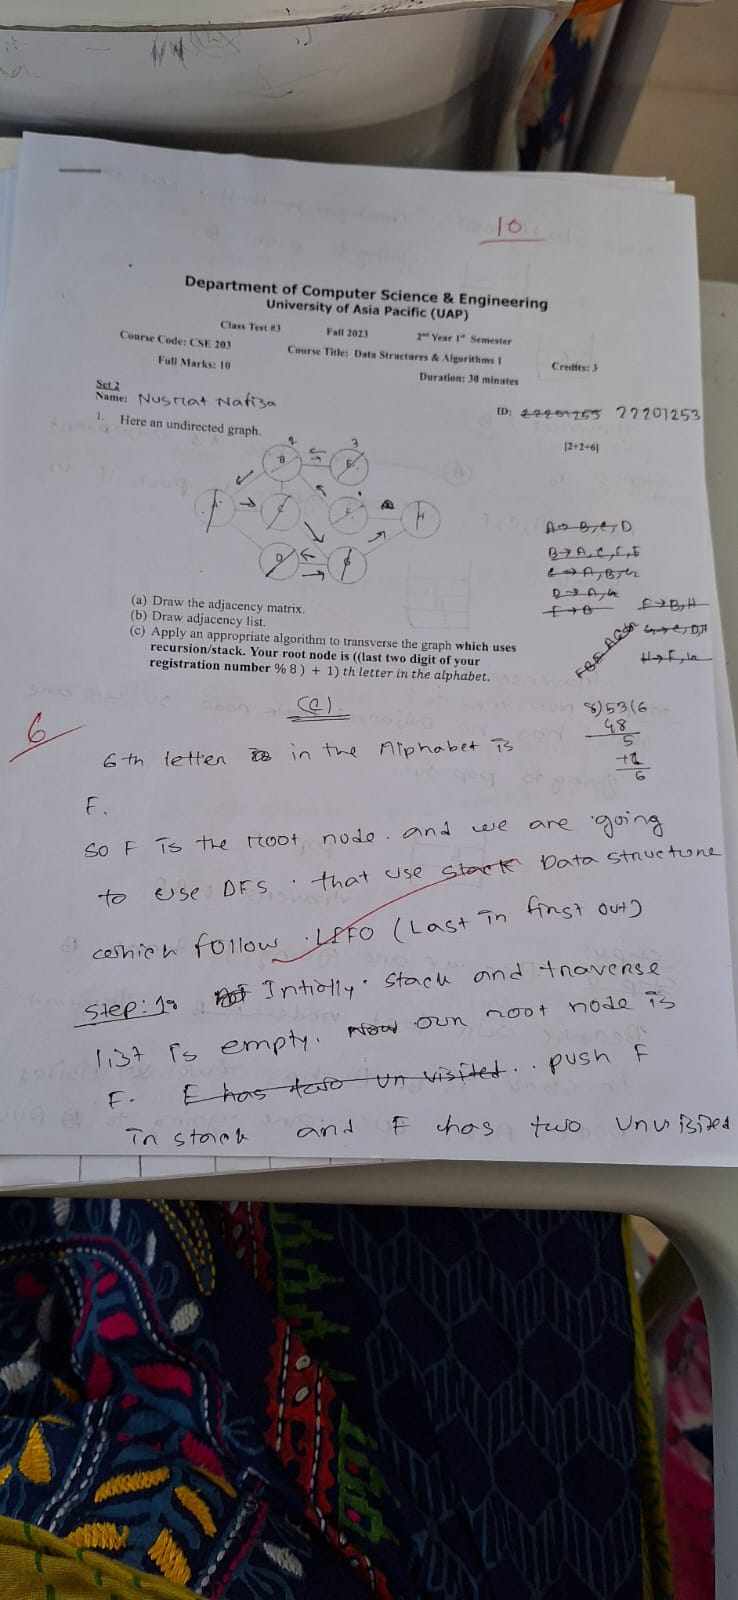 10
Department of Computer Science & Engineering
University of Asia Pacific (UAP)
Class Test #3 Fall 2023 2nd Year 1st Semester
Course Code: CSE 203 Course Title: Data Structures & Algorithms I Credits: 3
Full Marks: 10 Duration: 30 minutes
Set 2
Name: Nusrat Nafisa ID: 22201265 22201253
1. Here an undirected graph. [2+2+6]
3
B
H
A→ B,C,D
B→ A,C,F,E
C→ A,B,G
D→ A,G
E→ B F→B,H
G→C,D,H
H→F,G
(a) Draw the adjacency matrix.
(b) Draw adjacency list.
(c) Apply an appropriate algorithm to transverse the graph which uses
recursion/stack. Your root node is ((last two digit of your
registration number % 8 ) + 1) th letter in the alphabet.
(c)
8)53(6
48
5
+1
6
6
6th letter in the Alphabet is
F.
so F is the root node. and we are going
to use DFS. that use stack Data structure
which follow LIFO (Last in first out)
Step:1: Intially stack and traverse
list is empty. Now our root node is
F. E has two un visited.. push F
in stack and F has two unvisited